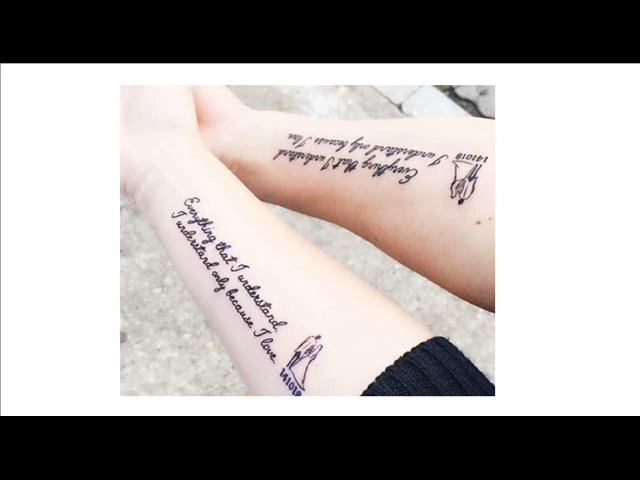 Everything that I understand,
I understand only because I love.
141018
Everything that I understand
I understand only because I love
141018